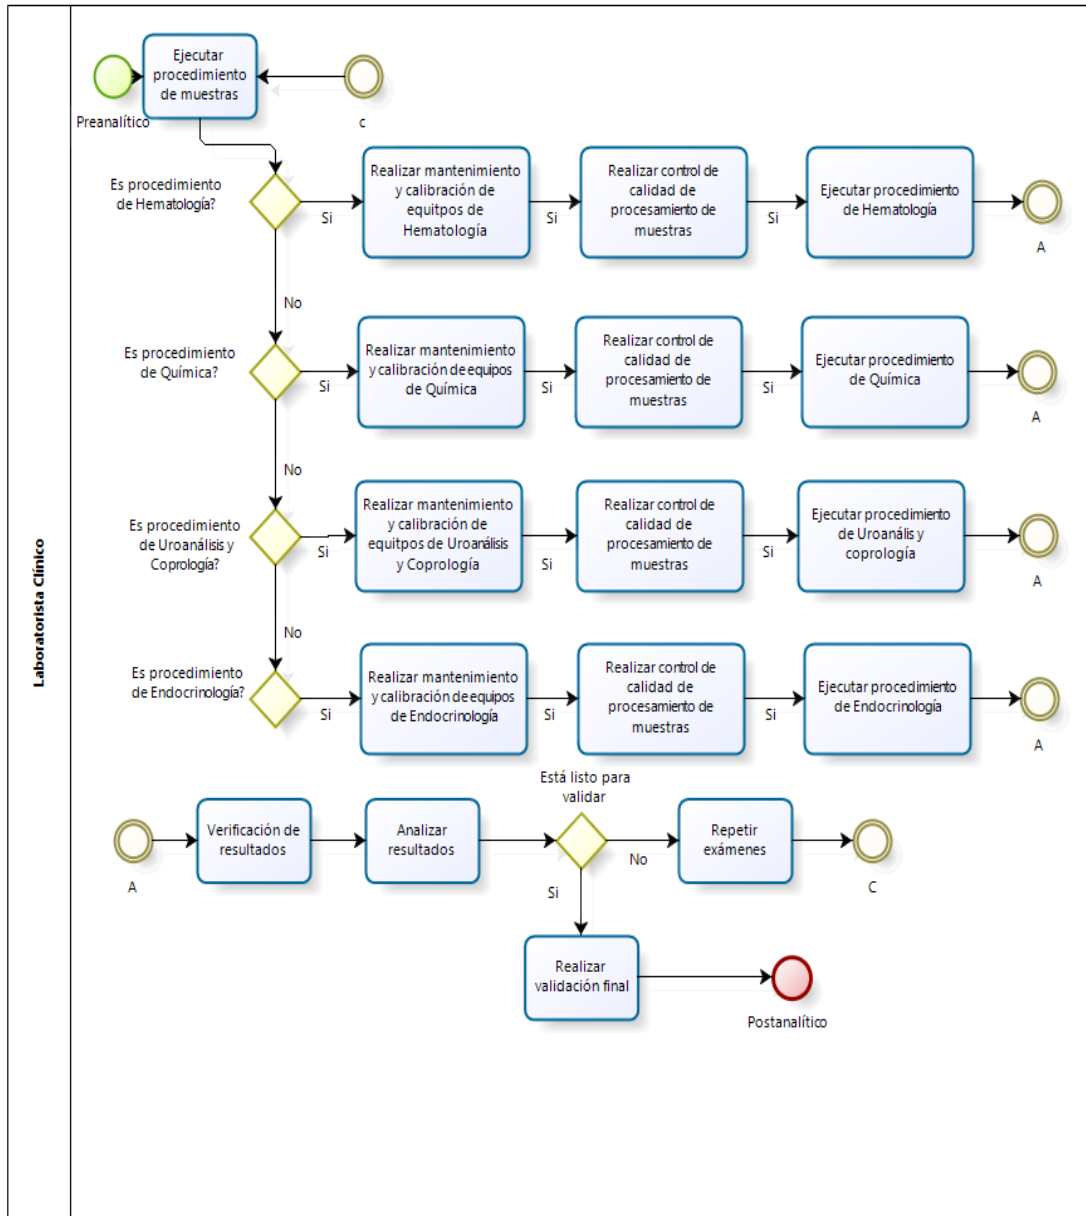 Laboratorista Clínico
Ejecutar
procedimiento
de muestras
Preanalítico
c
Es procedimiento
de Hematología?
Si
Realizar mantenimiento
y calibración de
equitpos de
Hematología
Si
Realizar control de
calidad de
procesamiento de
muestras
Si
Ejecutar procedimiento
de Hematología
A
No
Es procedimiento
de Química?
Si
Realizar mantenimiento
y calibración de equipos
de Química
Si
Realizar control de
calidad de
procesamiento de
muestras
Si
Ejecutar procedimiento
de Química
A
No
Es procedimiento
de Uroanálisis y
Coprología?
Si
Realizar mantenimiento
y calibración de
equitpos de Uroanálisis
y Coprología
Si
Realizar control de
calidad de
procesamiento de
muestras
Si
Ejecutar procedimiento
de Uroanális y
coprología
A
No
Es procedimiento
de Endocrinología?
Si
Realizar mantenimiento
y calibración de equipos
de Endocrinología
Si
Realizar control de
calidad de
procesamiento de
muestras
Si
Ejecutar procedimiento
de Endocrinología
A
A
Verificación de
resultados
Analizar
resultados
Está listo para
validar
No
Repetir
exámenes
C
Si
Realizar
validación final
Postanalítico